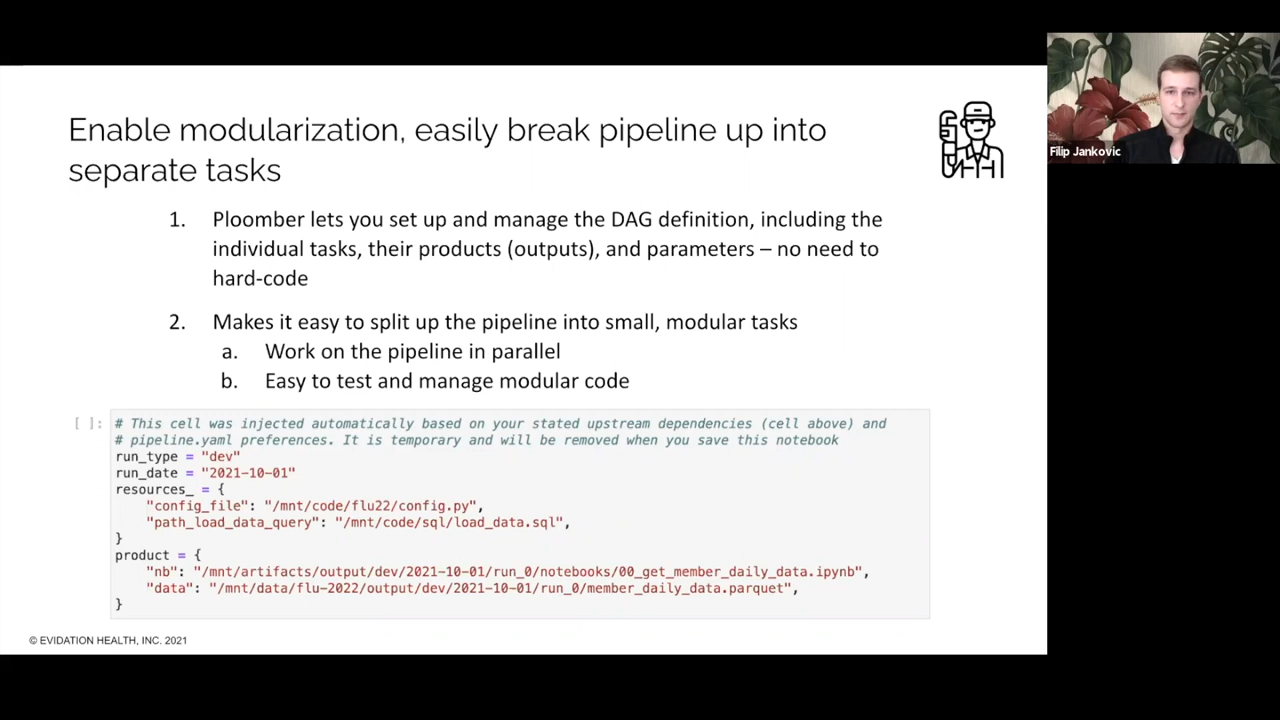 Enable modularization, easily break pipeline up into
separate tasks
1. Ploomber lets you set up and manage the DAG definition, including the
individual tasks, their products (outputs), and parameters – no need to
hard-code
2. Makes it easy to split up the pipeline into small, modular tasks
a. Work on the pipeline in parallel
b. Easy to test and manage modular code
[ ]: # This cell was injected automatically based on your stated upstream dependencies (cell above) and
# pipeline.yaml preferences. It is temporary and will be removed when you save this notebook
run_type = "dev"
run_date = "2021-10-01"
resources_ = {
"config_file": "/mnt/code/flu22/config.py",
"path_load_data_query": "/mnt/code/sql/load_data.sql",
}
product = {
"nb": "/mnt/artifacts/output/dev/2021-10-01/run_0/notebooks/00_get_member_daily_data.ipynb",
"data": "/mnt/data/flu-2022/output/dev/2021-10-01/run_0/member_daily_data.parquet",
}
© EVIDATION HEALTH, INC. 2021
Filip Jankovic